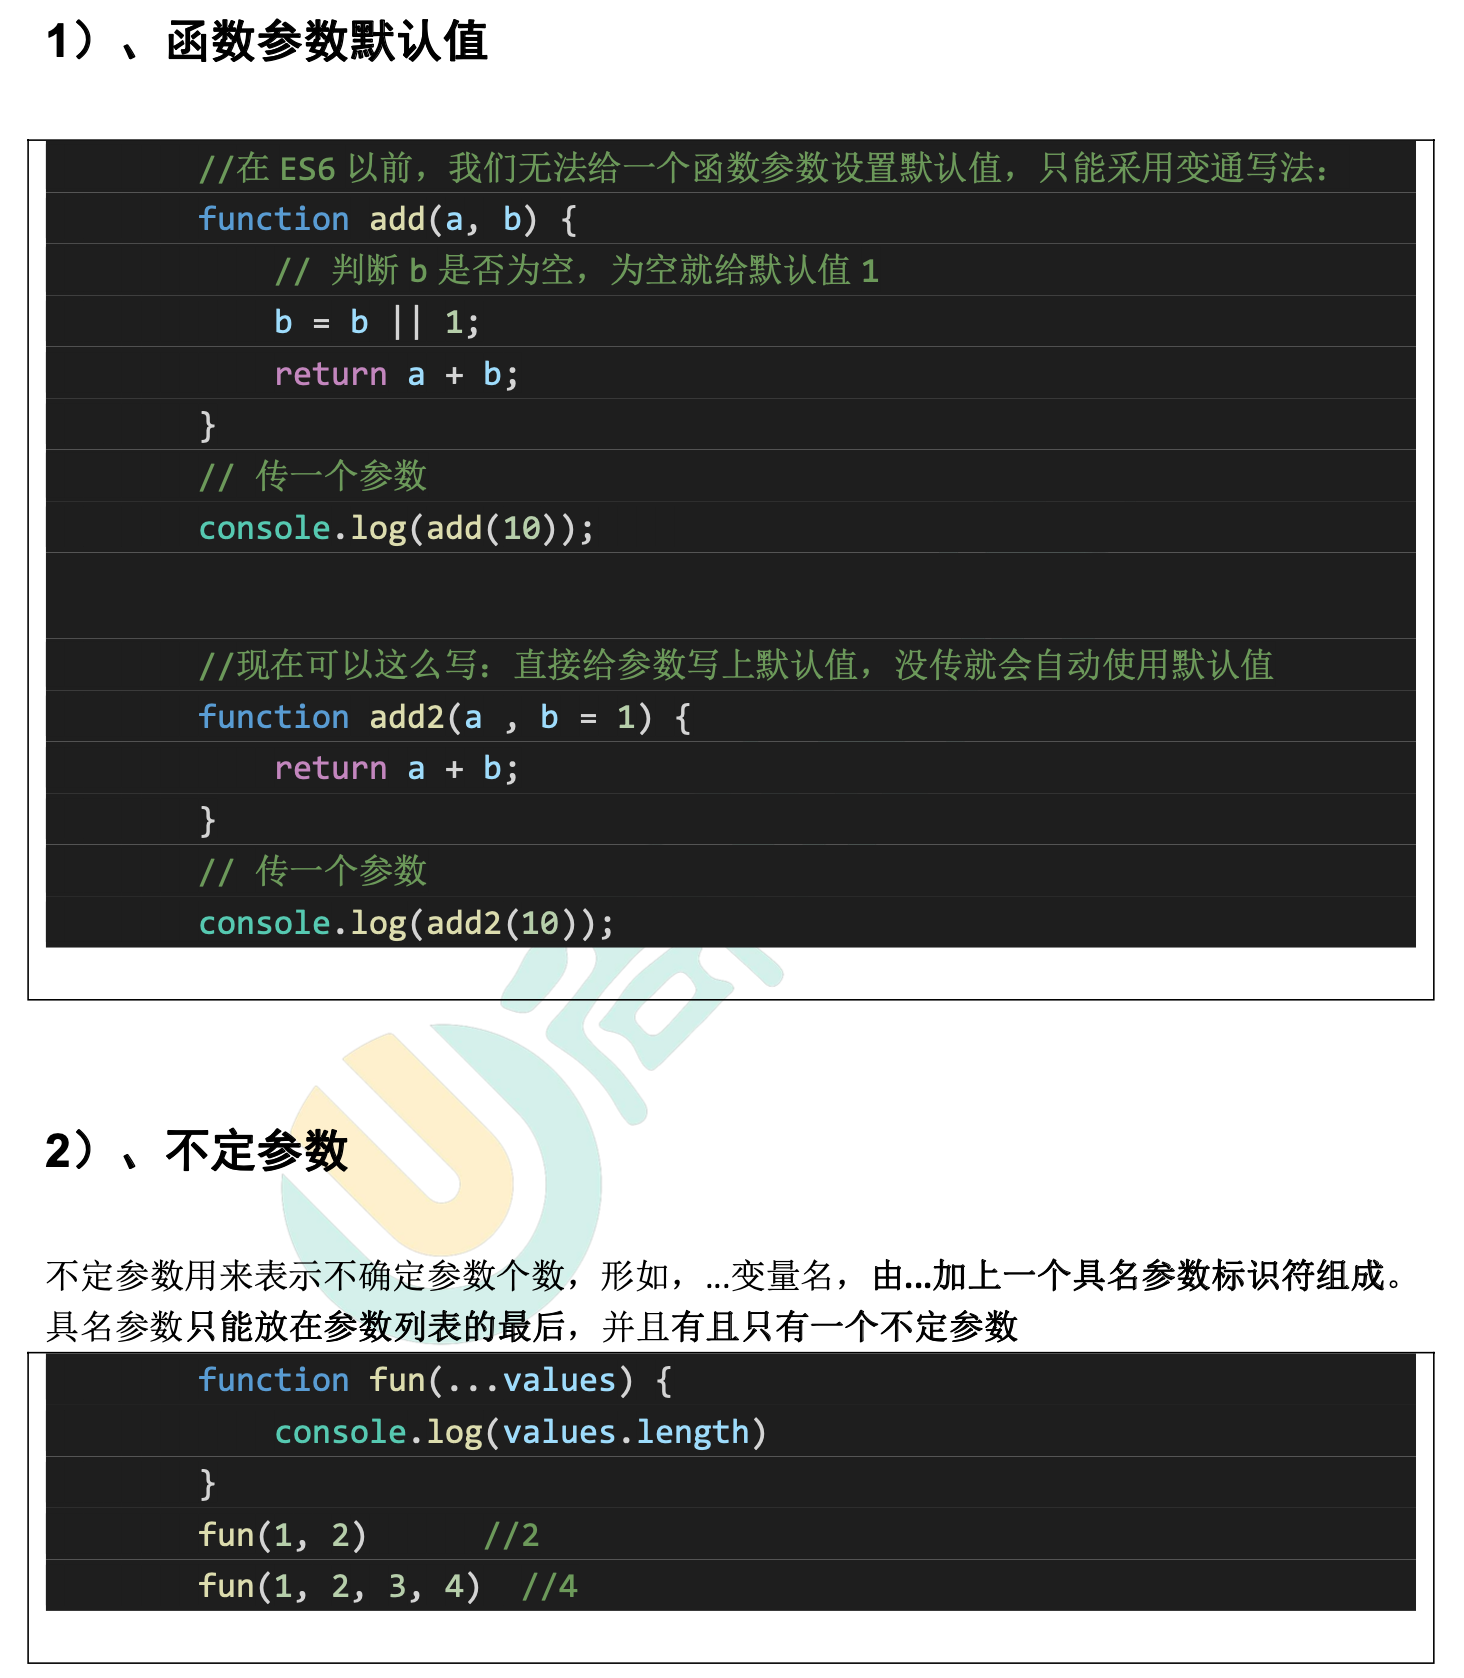 1）、函数参数默认值
//在 ES6 以前，我们无法给一个函数参数设置默认值，只能采用变通写法：
function add(a, b) {
// 判断 b 是否为空，为空就给默认值 1
b = b || 1;
return a + b;
}
// 传一个参数
console.log(add(10));
//现在可以这么写：直接给参数写上默认值，没传就会自动使用默认值
function add2(a , b = 1) {
return a + b;
}
// 传一个参数
console.log(add2(10));
2）、不定参数
不定参数用来表示不确定参数个数，形如，...变量名，由...加上一个具名参数标识符组成。
具名参数只能放在参数列表的最后，并且有且只有一个不定参数
function fun(...values) {
console.log(values.length)
}
fun(1, 2)      //2
fun(1, 2, 3, 4)  //4